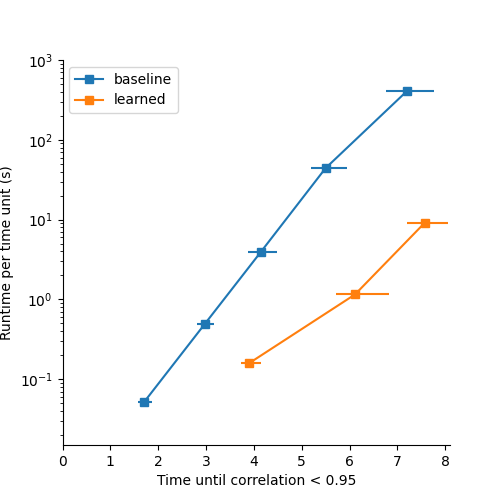 baseline
learned
10³
10²
10¹
10⁰
10⁻¹
Runtime per time unit (s)
0 1 2 3 4 5 6 7 8
Time until correlation < 0.95